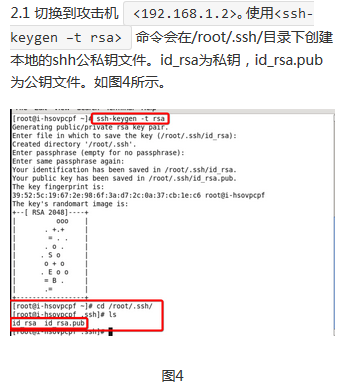 2.1 切换到攻击机 <192.168.1.2>。使用<ssh-
keygen -t rsa> 命令会在/root/.ssh/目录下创建
本地的shh公私钥文件。id_rsa为私钥，id_rsa.pub
为公钥文件。如图4所示。
[root@i-hsovpcpf ~]# ssh-keygen -t rsa
Generating public/private rsa key pair.
Enter file in which to save the key (/root/.ssh/id_rsa):
Created directory '/root/.ssh'.
Enter passphrase (empty for no passphrase):
Enter same passphrase again:
Your identification has been saved in /root/.ssh/id_rsa.
Your public key has been saved in /root/.ssh/id_rsa.pub.
The key fingerprint is:
39:52:5c:19:67:2e:98:6f:3a:d7:2c:0a:37:cb:1e:c6 root@i-hsovpcpf
The key's randomart image is:
+--[ RSA 2048]----+
|          ooo    |
|         . +.+   |
|          = . .  |
|         . o .   |
|        . S o    |
|         o + o   |
|        . E o o  |
|         = B .   |
|         .=      |
+-----------------+
[root@i-hsovpcpf ~]# cd /root/.ssh/
[root@i-hsovpcpf .ssh]# ls
id_rsa  id_rsa.pub
[root@i-hsovpcpf .ssh]#
图4